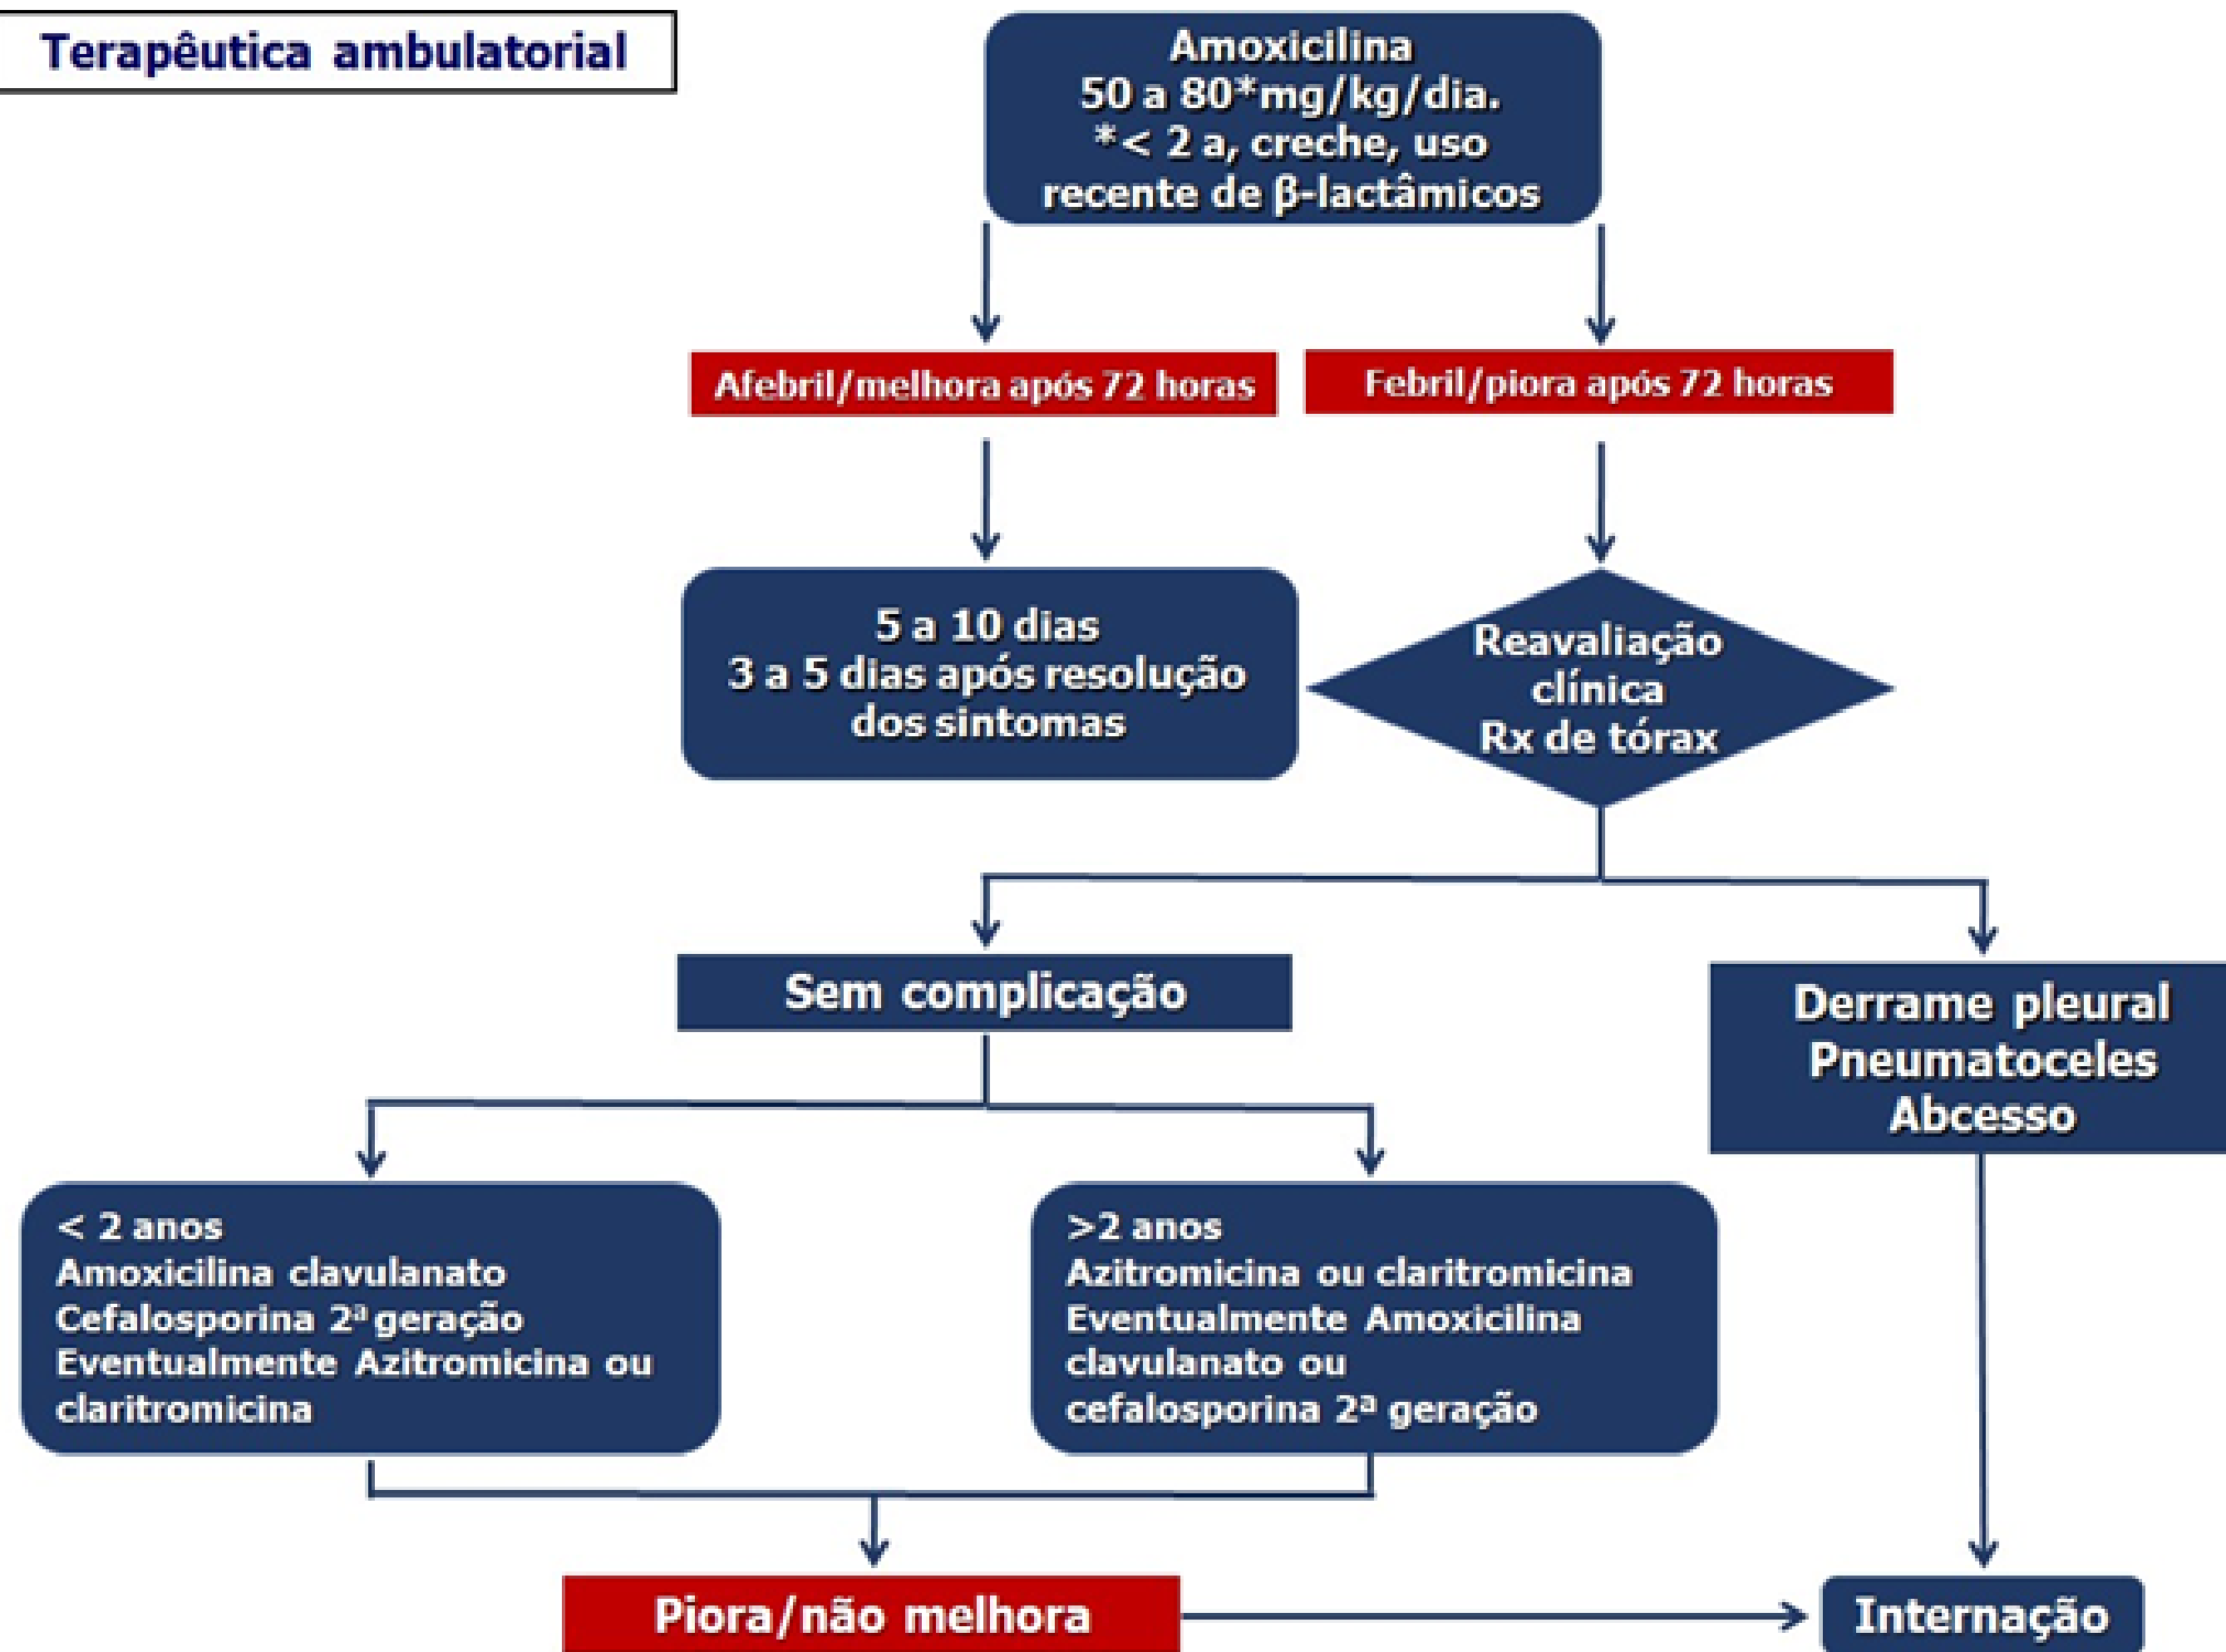 Terapêutica ambulatorial
Amoxicilina
50 a 80*mg/kg/dia.
*< 2 a, creche, uso
recente de β-lactâmicos
Afebril/melhora após 72 horas
Febril/piora após 72 horas
5 a 10 dias
3 a 5 dias após resolução
dos sintomas
Reavaliação
clínica
Rx de tórax
Sem complicação
Derrame pleural
Pneumatoceles
Abcesso
< 2 anos
Amoxicilina clavulanato
Cefalosporina 2ª geração
Eventualmente Azitromicina ou
claritromicina
>2 anos
Azitromicina ou claritromicina
Eventualmente Amoxicilina
clavulanato ou
cefalosporina 2ª geração
Piora/não melhora
Internação